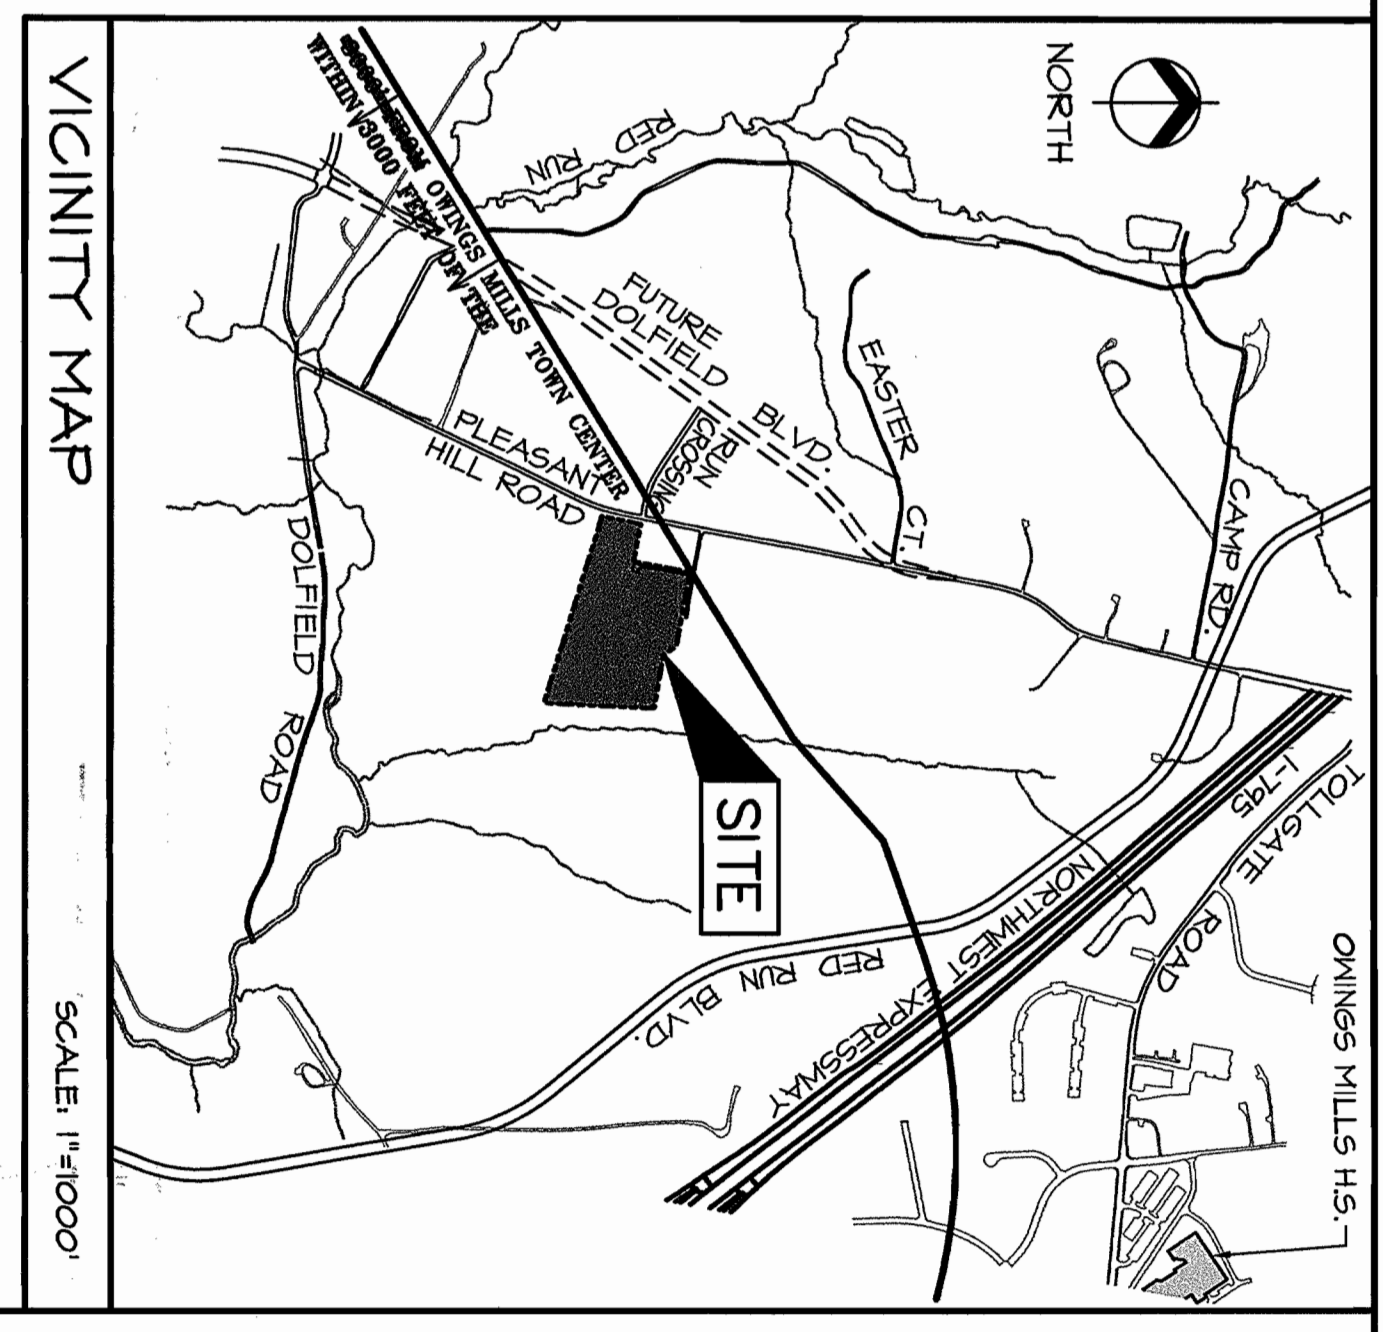 NORTH
RED
RUN
OWINGS MILLS TOWN CENTER
WITHIN 3000 FEET OF THE
FUTURE
DOLFIELD
BLVD.
EASTER
CT.
CAMP RD.
RUN
CROSSING
PLEASANT
HILL ROAD
DOLFIELD
ROAD
SITE
I-795
NORTHWEST EXPRESSWAY
TOLLGATE
ROAD
RED RUN BLVD.
OWINGS MILLS H.S.
VICINITY MAP
SCALE: 1"=1000'